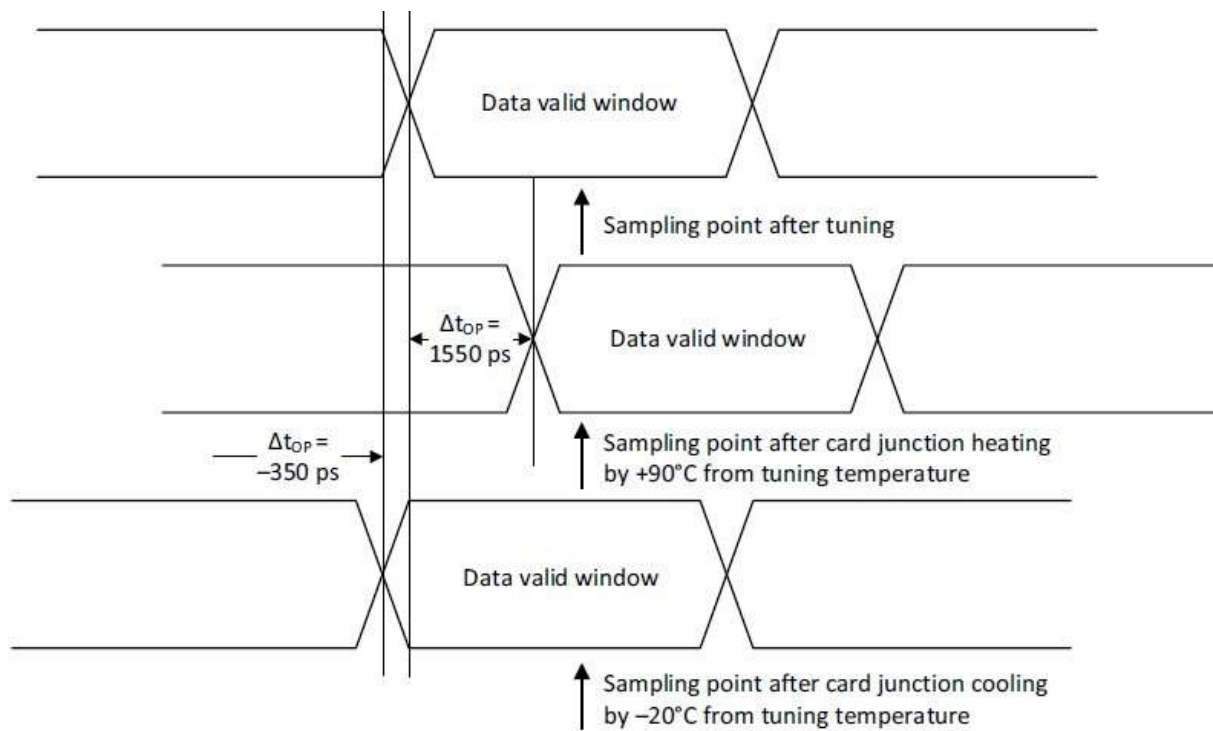 Data valid window
Sampling point after tuning
Δt_OP =
1550 ps
Data valid window
Δt_OP =
–350 ps
Sampling point after card junction heating
by +90°C from tuning temperature
Data valid window
Sampling point after card junction cooling
by –20°C from tuning temperature